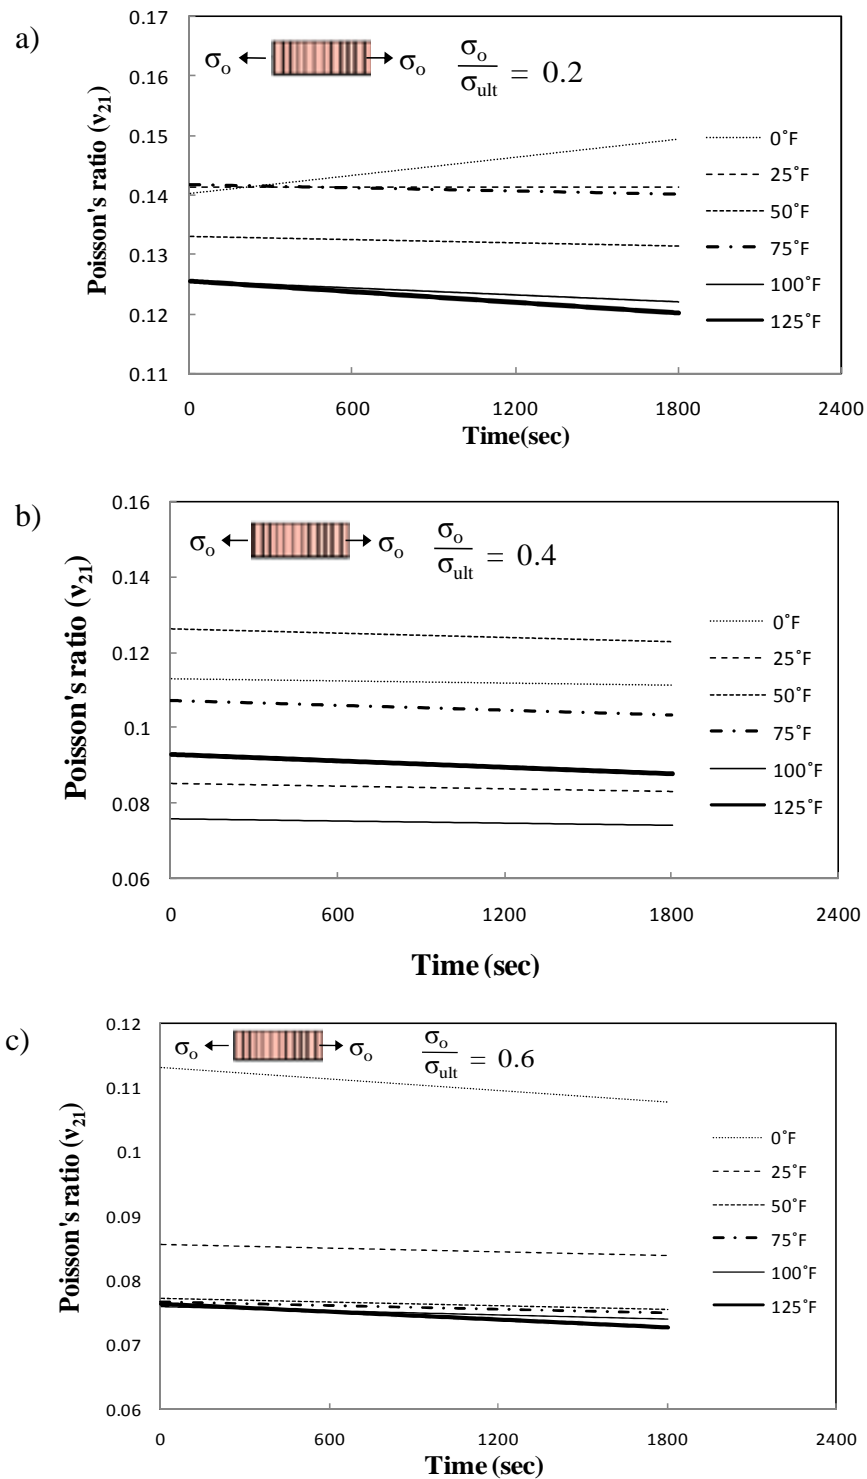 a)
σo σo σo/σult = 0.2
Poisson's ratio (ν21)
0.17
0.16
0.15
0.14
0.13
0.12
0.11
0 600 1200 1800 2400
Time(sec)
0˚F
25˚F
50˚F
75˚F
100˚F
125˚F
b)
σo σo σo/σult = 0.4
Poisson's ratio (ν21)
0.16
0.14
0.12
0.1
0.08
0.06
0 600 1200 1800 2400
Time (sec)
0˚F
25˚F
50˚F
75˚F
100˚F
125˚F
c)
σo σo σo/σult = 0.6
Poisson's ratio (ν21)
0.12
0.11
0.1
0.09
0.08
0.07
0.06
0 600 1200 1800 2400
Time (sec)
0˚F
25˚F
50˚F
75˚F
100˚F
125˚F